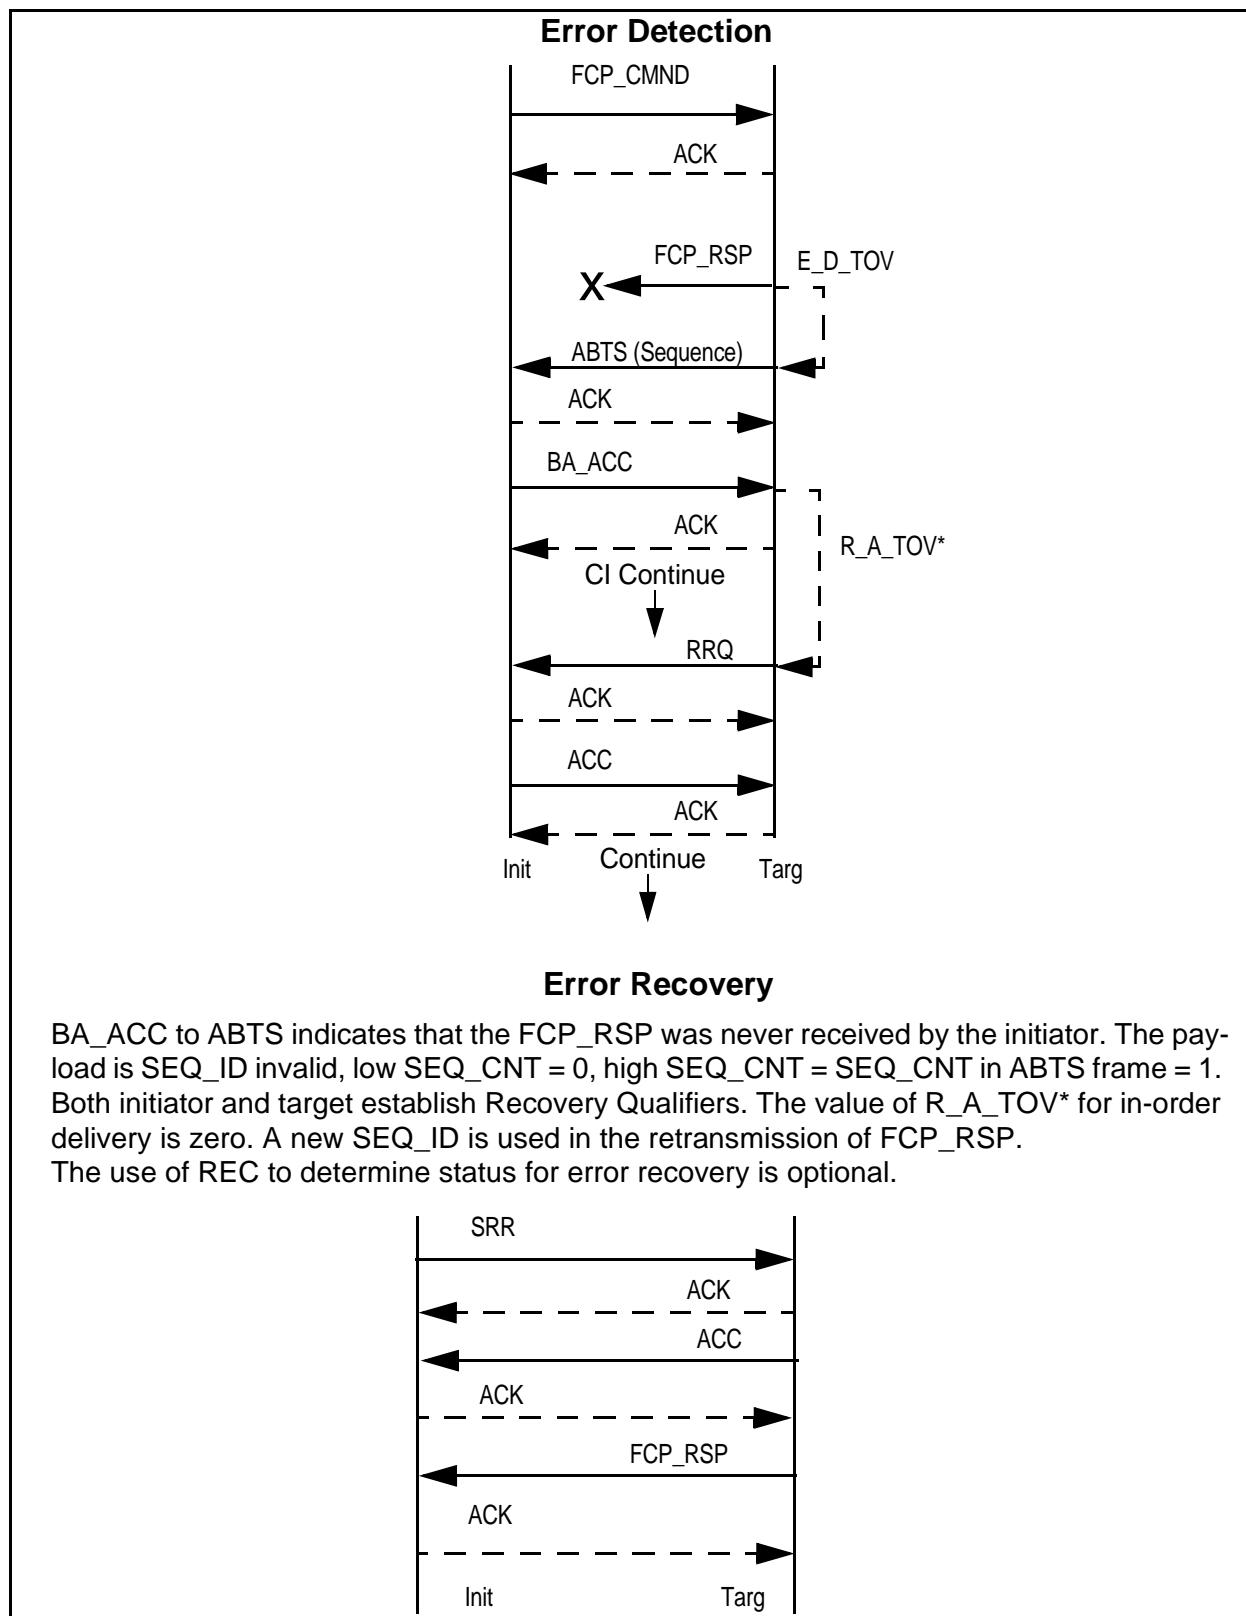 Error Detection
FCP_CMND
ACK
FCP_RSP
E_D_TOV
X
ABTS (Sequence)
ACK
BA_ACC
ACK
R_A_TOV*
CI Continue
RRQ
ACK
ACC
ACK
Init
Continue
Targ
Error Recovery
BA_ACC to ABTS indicates that the FCP_RSP was never received by the initiator. The pay-
load is SEQ_ID invalid, low SEQ_CNT = 0, high SEQ_CNT = SEQ_CNT in ABTS frame = 1.
Both initiator and target establish Recovery Qualifiers. The value of R_A_TOV* for in-order
delivery is zero. A new SEQ_ID is used in the retransmission of FCP_RSP.
The use of REC to determine status for error recovery is optional.
SRR
ACK
ACC
ACK
FCP_RSP
ACK
Init
Targ